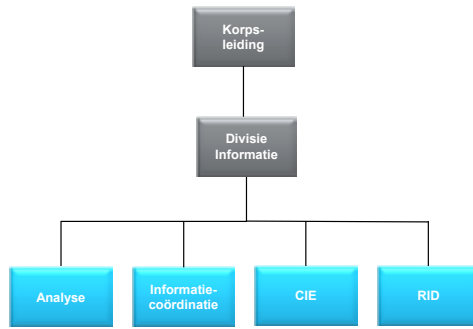 Korps-
leiding
Divisie
Informatie
Analyse
Informatie-
coördinatie
CIE
RID